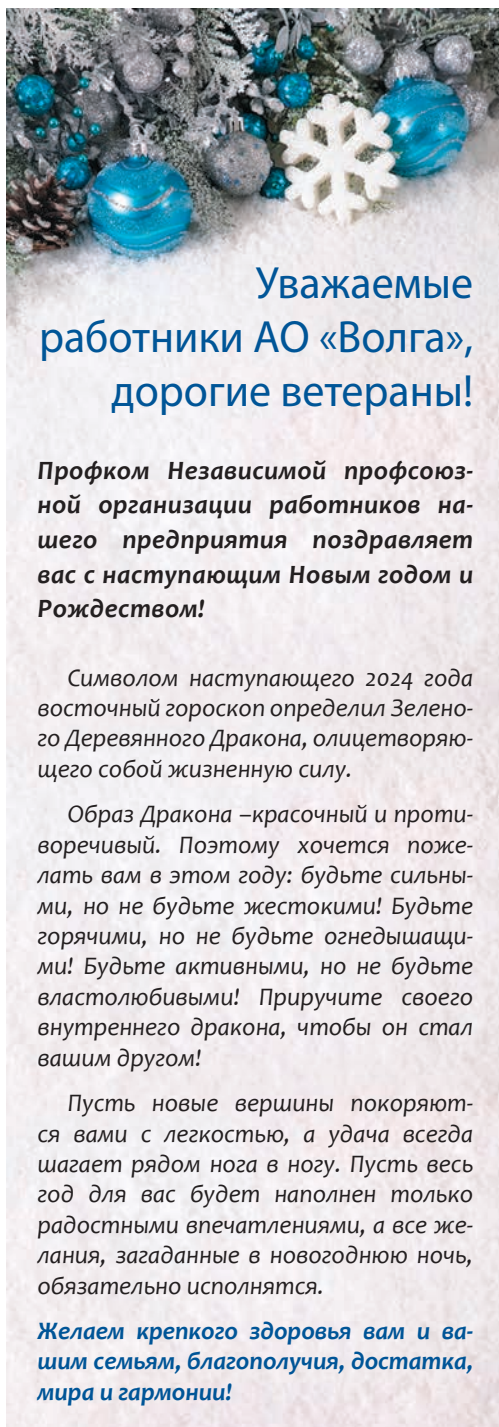 Уважаемые
работники АО «Волга»,
дорогие ветераны!
Профком Независимой профсоюз-
ной организации работников на-
шего предприятия поздравляет
вас с наступающим Новым годом и
Рождеством!
Символом наступающего 2024 года
восточный гороскоп определил Зелено-
го Деревянного Дракона, олицетворяю-
щего собой жизненную силу.
Образ Дракона –красочный и проти-
воречивый. Поэтому хочется поже-
лать вам в этом году: будьте сильны-
ми, но не будьте жестокими! Будьте
горячими, но не будьте огнедышащи-
ми! Будьте активными, но не будьте
властолюбивыми! Приручите своего
внутреннего дракона, чтобы он стал
вашим другом!
Пусть новые вершины покоряют-
ся вами с легкостью, а удача всегда
шагает рядом нога в ногу. Пусть весь
год для вас будет наполнен только
радостными впечатлениями, а все же-
лания, загаданные в новогоднюю ночь,
обязательно исполнятся.
Желаем крепкого здоровья вам и ва-
шим семьям, благополучия, достатка,
мира и гармонии!